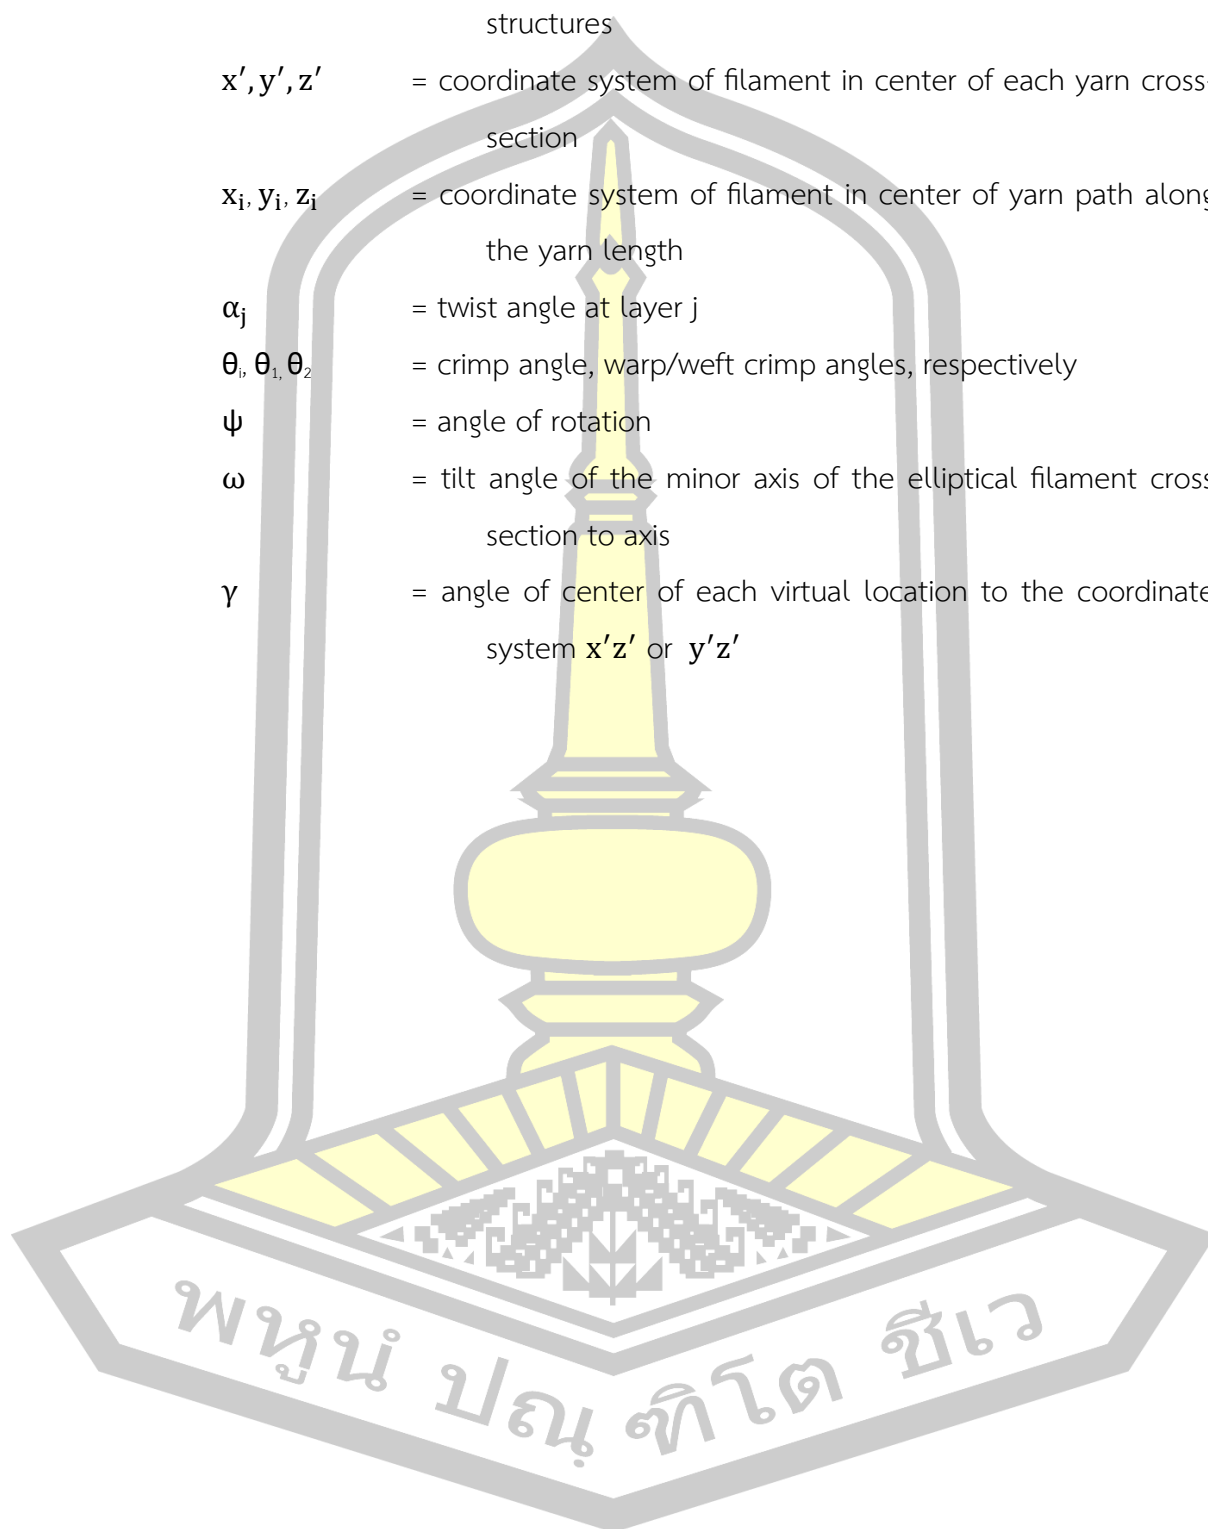 structures
x′, y′, z′ = coordinate system of filament in center of each yarn cross-
section
xᵢ, yᵢ, zᵢ = coordinate system of filament in center of yarn path along
the yarn length
αⱼ = twist angle at layer j
θᵢ, θ₁, θ₂ = crimp angle, warp/weft crimp angles, respectively
ψ = angle of rotation
ω = tilt angle of the minor axis of the elliptical filament cross
section to axis
γ = angle of center of each virtual location to the coordinate
system x′z′ or y′z′
พหูนํ ปณฺ ฑิโต ชีเว